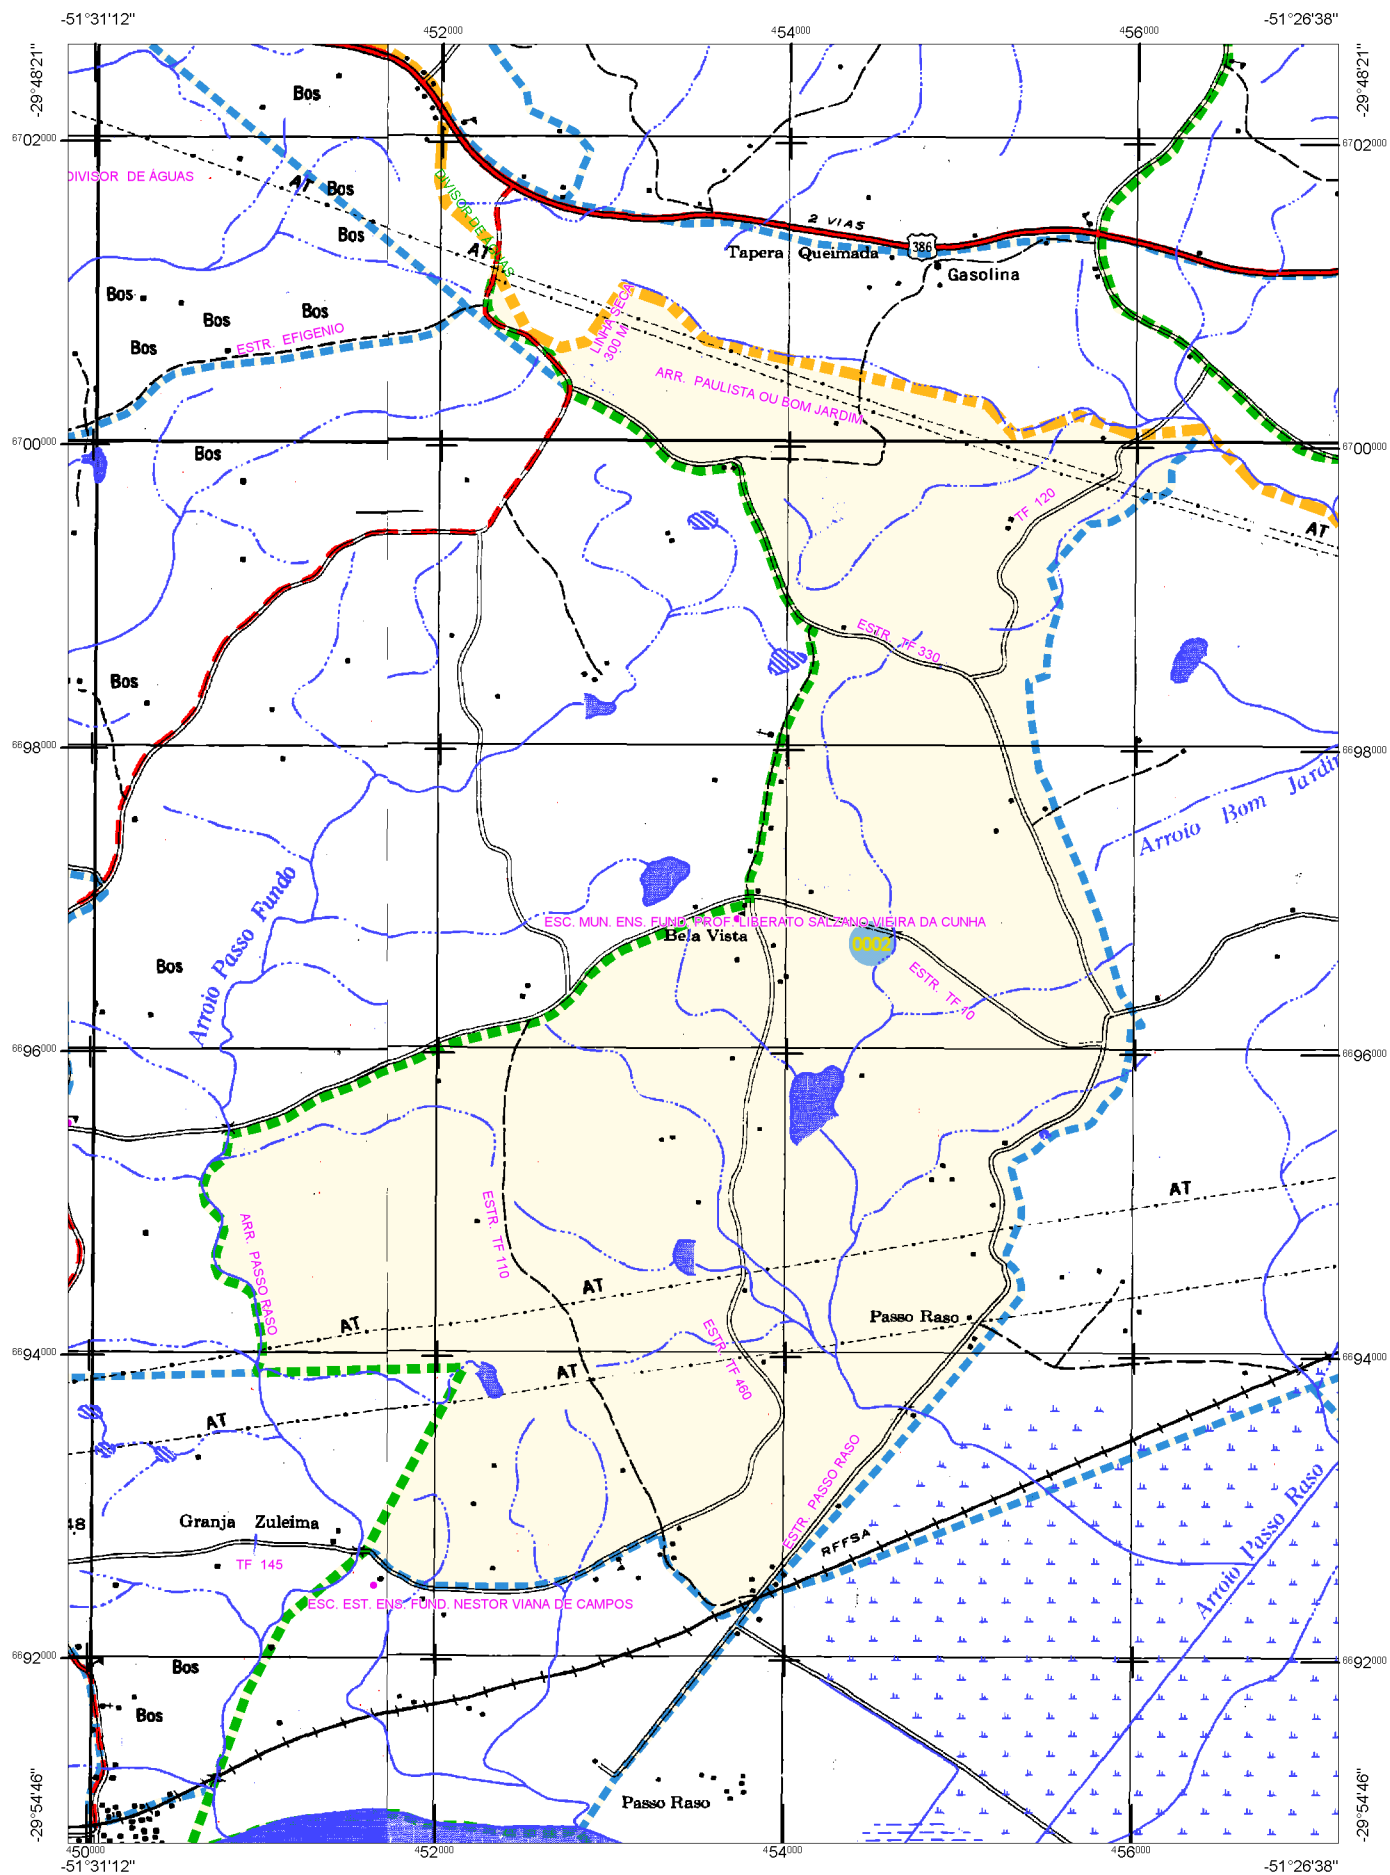 -51°31'12"
-51°26'38"
452000
454000
456000
-29°48'21"
-29°48'21"
Bos
6702000
6702000
DIVISOR DE ÁGUAS
AT
Bos
DIVISOR DE ÁGUAS
Bos
AT
2 VIAS
386
Tapera Queimada
Gasolina
Bos
Bos
Bos
Bos
ESTR. EFIGENIO
LINHA SECA
300 M
ARR. PAULISTA OU BOM JARDIM
6700000
6700000
Bos
TF 120
AT
ESTR. TF 330
Bos
6698000
6698000
Arroio Bom Jardim
Arroio Passo Fundo
ESC. MUN. ENS. FUND. PROF. LIBERATO SALZANO VIEIRA DA CUNHA
Bela Vista
0002
Bos
ESTR. TF 10
6696000
6696000
AT
ARR. PASSO RASO
ESTR. TF 110
AT
AT
Passo Raso
ESTR. TF 460
6694000
6694000
AT
AT
ESTR. PASSO RASO
Arroio Passo Raso
48
Granja Zuleima
RFFSA
TF 145
ESC. EST. ENS. FUND. NESTOR VIANA DE CAMPOS
6692000
6692000
Bos
Bos
Passo Raso
-29°54'46"
-29°54'46"
450000
452000
454000
456000
-51°31'12"
-51°26'38"